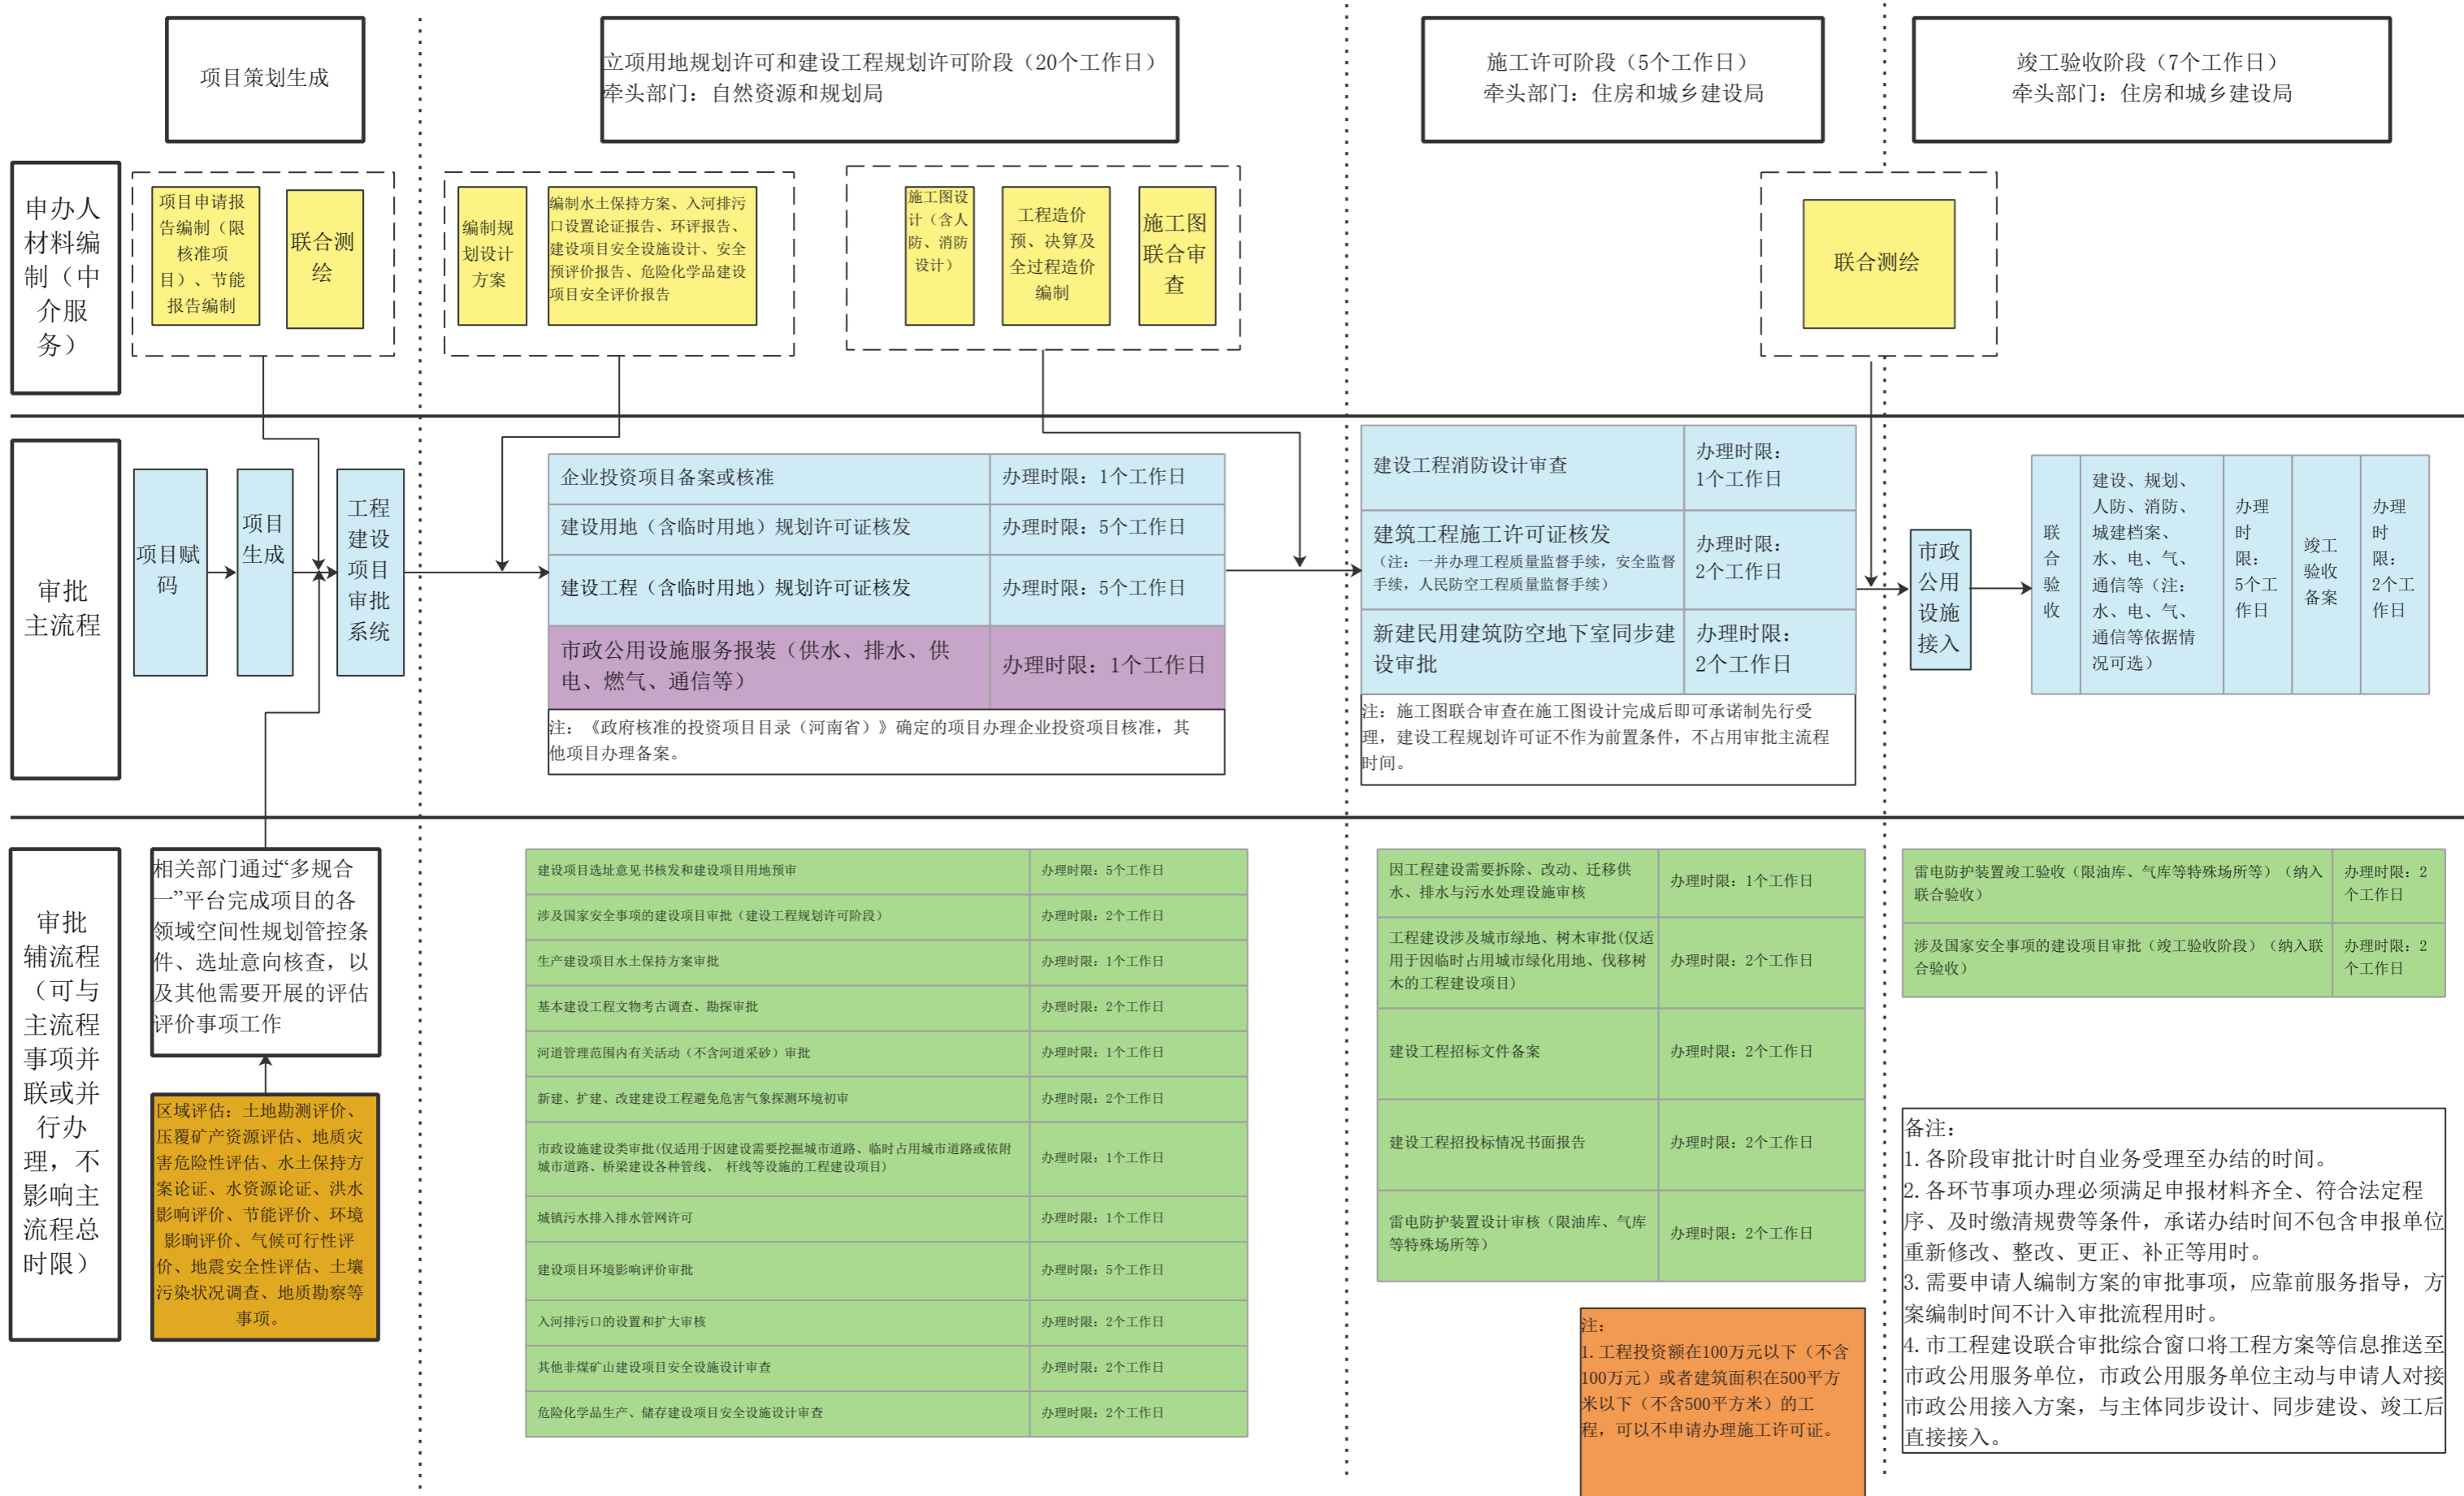 项目策划生成
立项用地规划许可和建设工程规划许可阶段（20个工作日）
牵头部门：自然资源和规划局
施工许可阶段（5个工作日）
牵头部门：住房和城乡建设局
竣工验收阶段（7个工作日）
牵头部门：住房和城乡建设局
申办人
材料编
制（中
介服
务）
项目申请报
告编制（限
核准项
目）、节能
报告编制
联合测
绘
编制规
划设计
方案
编制水土保持方案、入河排污
口设置论证报告、环评报告、
建设项目安全设施设计、安全
预评价报告、危险化学品建设
项目安全评价报告
施工图设
计（含人
防、消防
设计）
工程造价
预、决算及
全过程造价
编制
施工图
联合审
查
联合测绘
审批
主流程
项目赋
码
项目
生成
工程
建设
项目
审批
系统
企业投资项目备案或核准
办理时限：1个工作日
建设用地（含临时用地）规划许可证核发
办理时限：5个工作日
建设工程（含临时用地）规划许可证核发
办理时限：5个工作日
市政公用设施服务报装（供水、排水、供
电、燃气、通信等）
办理时限：1个工作日
注：《政府核准的投资项目目录（河南省）》确定的项目办理企业投资项目核准，其
他项目办理备案。
建设工程消防设计审查
办理时限：
1个工作日
建筑工程施工许可证核发
（注：一并办理工程质量监督手续，安全监督
手续，人民防空工程质量监督手续）
办理时限：
2个工作日
新建民用建筑防空地下室同步建
设审批
办理时限：
2个工作日
注：施工图联合审查在施工图设计完成后即可承诺制先行受
理，建设工程规划许可证不作为前置条件，不占用审批主流程
时间。
市政
公用
设施
接入
联
合
验
收
建设、规划、
人防、消防、
城建档案、
水、电、气、
通信等（注：
水、电、气、
通信等依据情
况可选）
办理
时
限：
5个工
作日
竣工
验收
备案
办理
时
限：
2个工
作日
审批
辅流程
（可与
主流程
事项并
联或并
行办
理，不
影响主
流程总
时限）
相关部门通过“多规合
一”平台完成项目的各
领域空间性规划管控条
件、选址意向核查，以
及其他需要开展的评估
评价事项工作
区域评估：土地勘测评价、
压覆矿产资源评估、地质灾
害危险性评估、水土保持方
案论证、水资源论证、洪水
影响评价、节能评价、环境
影响评价、气候可行性评
价、地震安全性评估、土壤
污染状况调查、地质勘察等
事项。
建设项目选址意见书核发和建设项目用地预审
办理时限：5个工作日
涉及国家安全事项的建设项目审批（建设工程规划许可阶段）
办理时限：2个工作日
生产建设项目水土保持方案审批
办理时限：1个工作日
基本建设工程文物考古调查、勘探审批
办理时限：2个工作日
河道管理范围内有关活动（不含河道采砂）审批
办理时限：1个工作日
新建、扩建、改建建设工程避免危害气象探测环境初审
办理时限：2个工作日
市政设施建设类审批(仅适用于因建设需要挖掘城市道路、临时占用城市道路或依附
城市道路、桥梁建设各种管线、 杆线等设施的工程建设项目)
办理时限：1个工作日
城镇污水排入排水管网许可
办理时限：1个工作日
建设项目环境影响评价审批
办理时限：5个工作日
入河排污口的设置和扩大审核
办理时限：2个工作日
其他非煤矿山建设项目安全设施设计审查
办理时限：2个工作日
危险化学品生产、储存建设项目安全设施设计审查
办理时限：2个工作日
因工程建设需要拆除、改动、迁移供
水、排水与污水处理设施审核
办理时限：1个工作日
工程建设涉及城市绿地、树木审批(仅适
用于因临时占用城市绿化用地、伐移树
木的工程建设项目)
办理时限：2个工作日
建设工程招标文件备案
办理时限：2个工作日
建设工程招投标情况书面报告
办理时限：2个工作日
雷电防护装置设计审核（限油库、气库
等特殊场所等）
办理时限：2个工作日
注：
1.工程投资额在100万元以下（不含
100万元）或者建筑面积在500平方
米以下（不含500平方米）的工
程，可以不申请办理施工许可证。
雷电防护装置竣工验收（限油库、气库等特殊场所等）（纳入
联合验收）
办理时限：2
个工作日
涉及国家安全事项的建设项目审批（竣工验收阶段）（纳入联
合验收）
办理时限：2
个工作日
备注：
1.各阶段审批计时自业务受理至办结的时间。
2.各环节事项办理必须满足申报材料齐全、符合法定程
序、及时缴清规费等条件，承诺办结时间不包含申报单位
重新修改、整改、更正、补正等用时。
3.需要申请人编制方案的审批事项，应靠前服务指导，方
案编制时间不计入审批流程用时。
4.市工程建设联合审批综合窗口将工程方案等信息推送至
市政公用服务单位，市政公用服务单位主动与申请人对接
市政公用接入方案，与主体同步设计、同步建设、竣工后
直接接入。